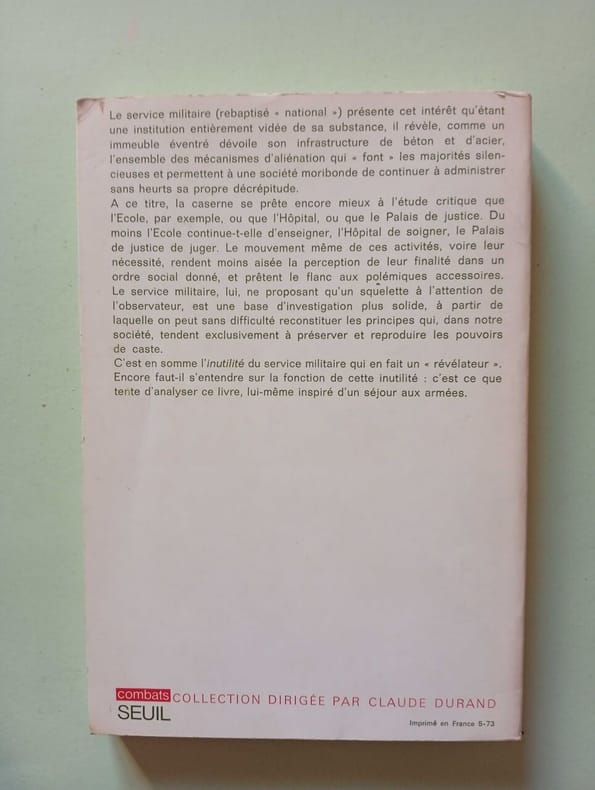 Le service militaire (rebaptisé « national ») présente cet intérêt qu'étant
une institution entièrement vidée de sa substance, il révèle, comme un
immeuble éventré dévoile son infrastructure de béton et d'acier,
l'ensemble des mécanismes d'aliénation qui « font » les majorités silen-
cieuses et permettent à une société moribonde de continuer à administrer
sans heurts sa propre décrépitude.
A ce titre, la caserne se prête encore mieux à l'étude critique que
l'Ecole, par exemple, ou que l'Hôpital, ou que le Palais de justice. Du
moins l'Ecole continue-t-elle d'enseigner, l'Hôpital de soigner, le Palais
de justice de juger. Le mouvement même de ces activités, voire leur
nécessité, rendent moins aisée la perception de leur finalité dans un
ordre social donné, et prêtent le flanc aux polémiques accessoires.
Le service militaire, lui, ne proposant qu'un squelette à l'attention de
l'observateur, est une base d'investigation plus solide, à partir de
laquelle on peut sans difficulté reconstituer les principes qui, dans notre
société, tendent exclusivement à préserver et reproduire les pouvoirs
de caste.
C'est en somme l'inutilité du service militaire qui en fait un « révélateur ».
Encore faut-il s'entendre sur la fonction de cette inutilité : c'est ce que
tente d'analyser ce livre, lui-même inspiré d'un séjour aux armées.
combats COLLECTION DIRIGÉE PAR CLAUDE DURAND
SEUIL
Imprimé en France 5-73